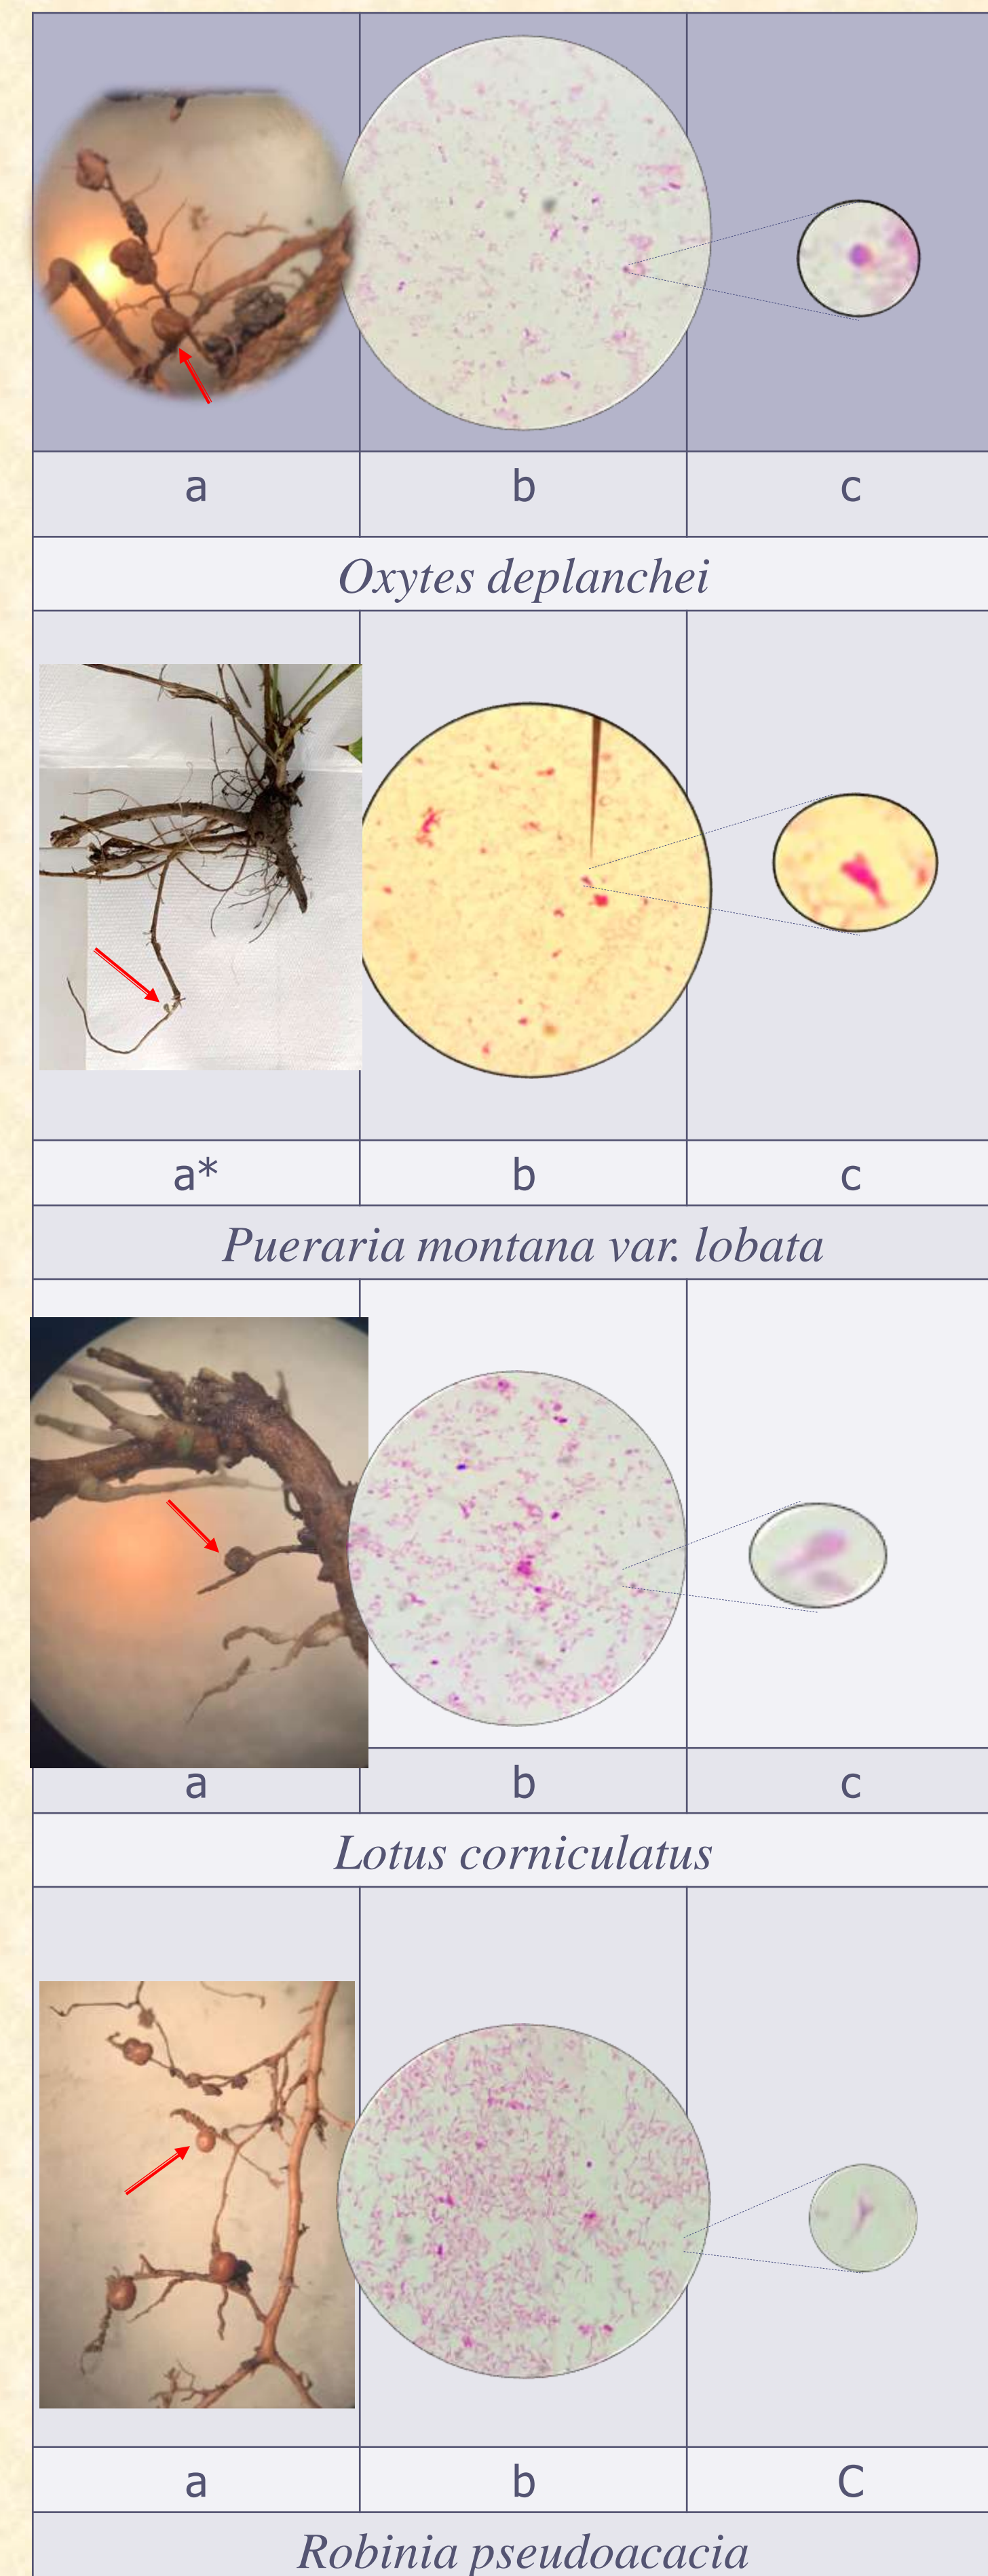 a b c
Oxytes deplanchei
a* b c
Pueraria montana var. lobata
a b c
Lotus corniculatus
a b C
Robinia pseudoacacia